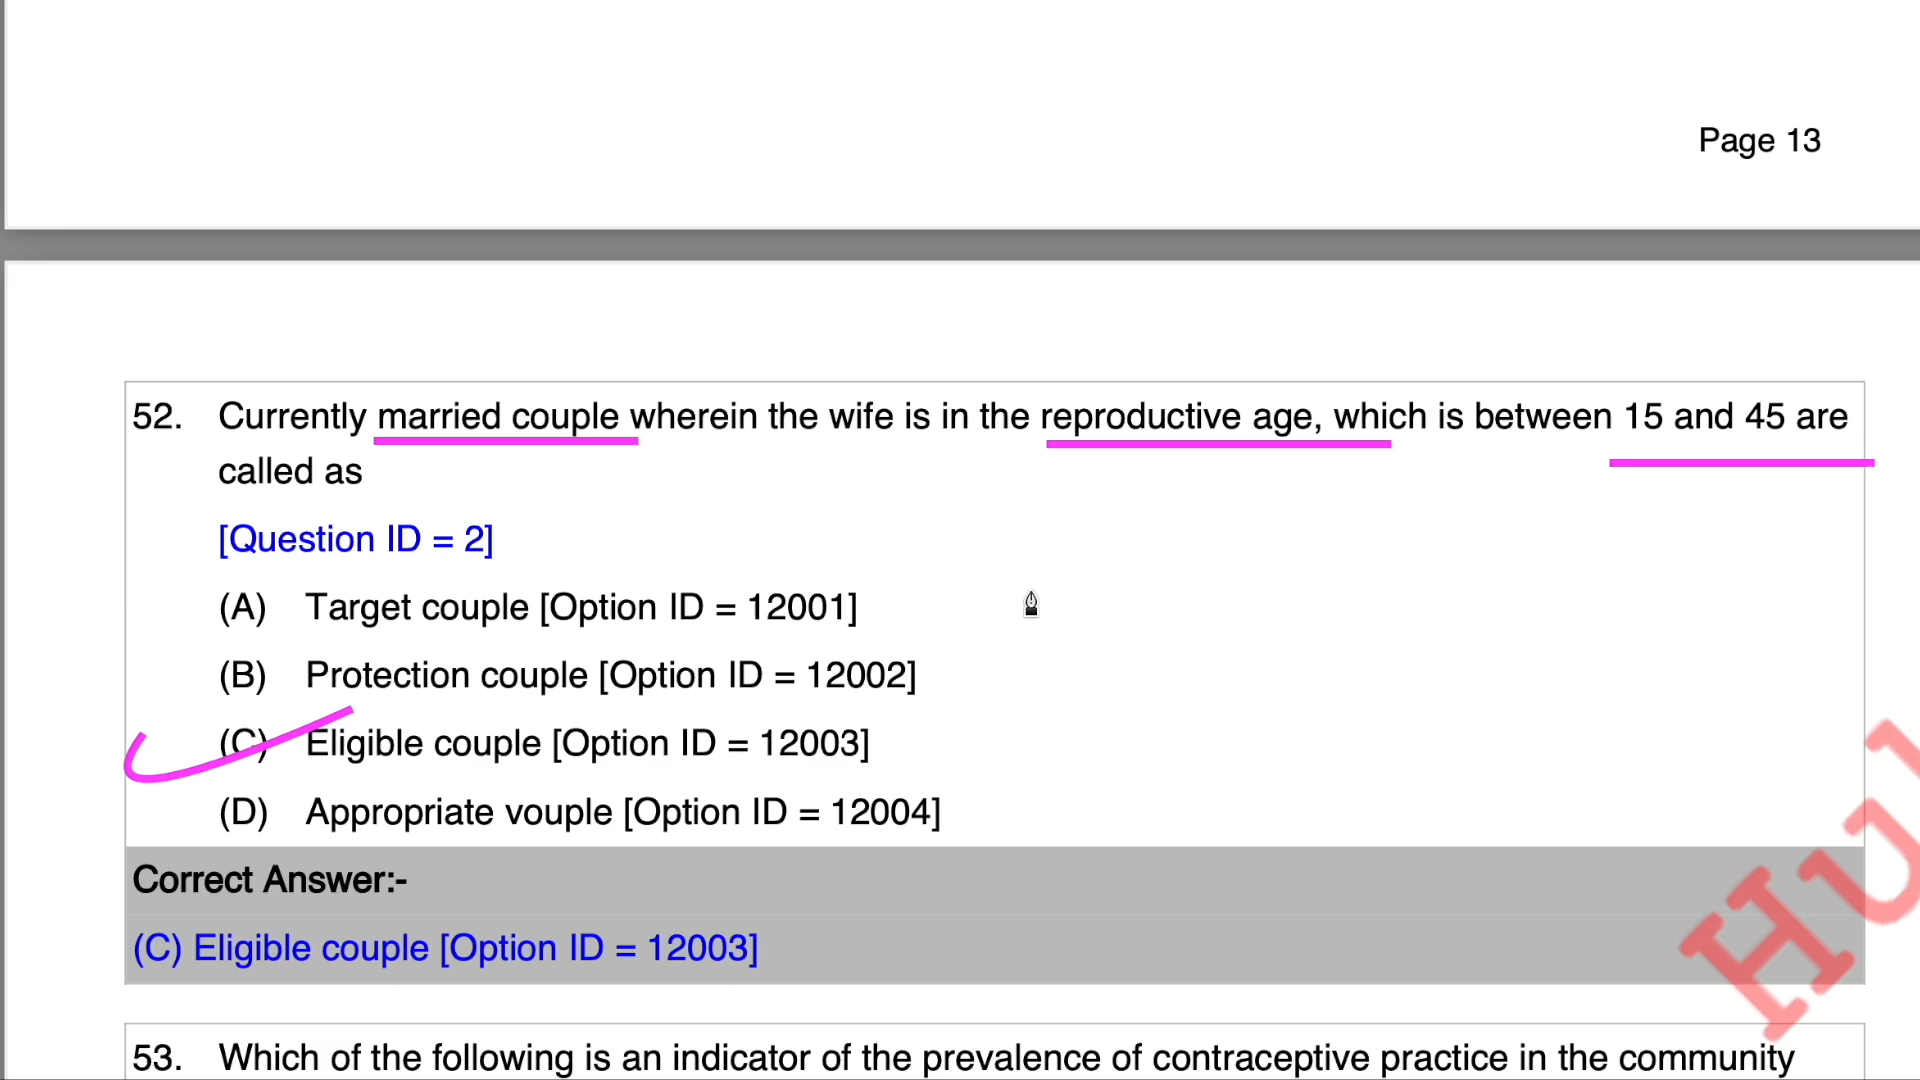 Page 13
52. Currently married couple wherein the wife is in the reproductive age, which is between 15 and 45 are
called as
[Question ID = 2]
(A) Target couple [Option ID = 12001]
(B) Protection couple [Option ID = 12002]
(C) Eligible couple [Option ID = 12003]
(D) Appropriate vouple [Option ID = 12004]
Correct Answer:-
(C) Eligible couple [Option ID = 12003]
53. Which of the following is an indicator of the prevalence of contraceptive practice in the community